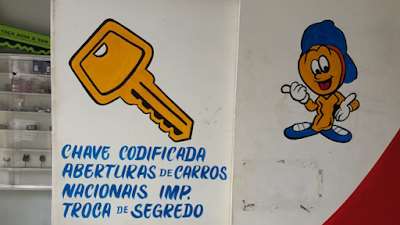 CHAVE CODIFICADA
ABERTURAS DE CARROS
NACIONAIS IMP.
TROCA DE SEGREDO